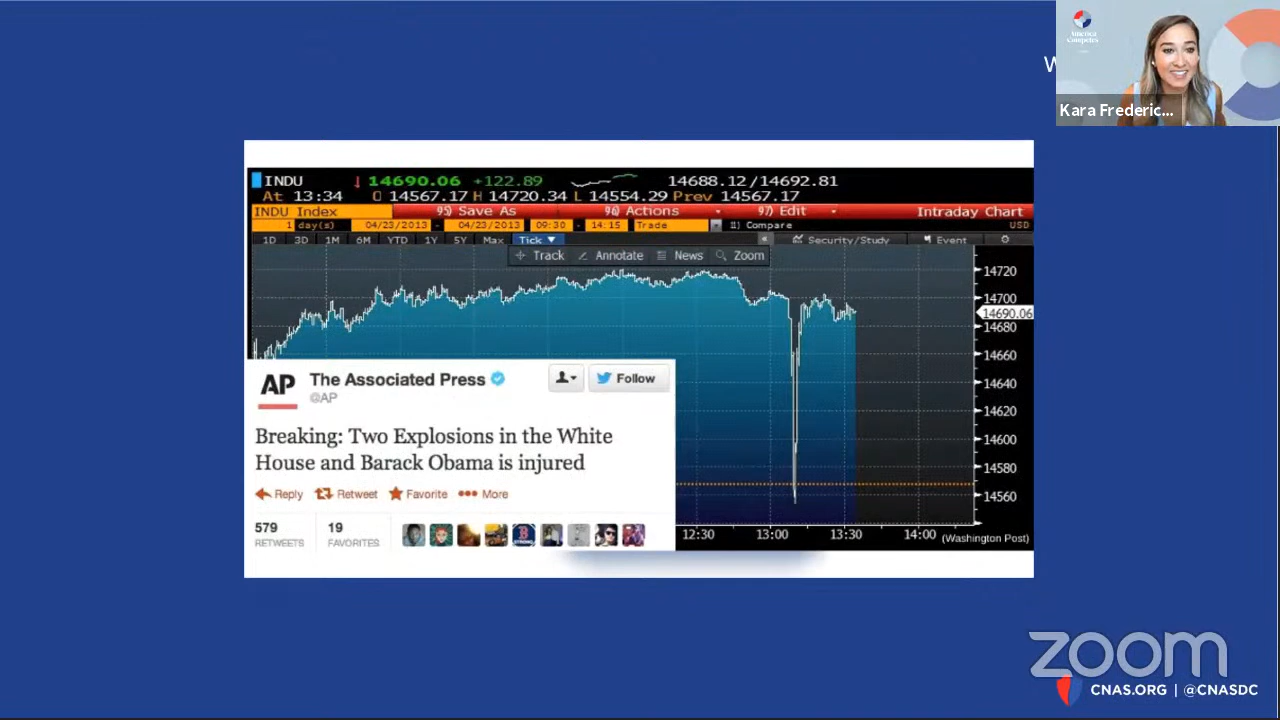 W
America
Competes
Kara Frederic...
INDU ↓ 14690.06 +122.89 14688.12/14692.81
At 13:34 O 14567.17 H 14720.34 L 14554.29 Prev 14567.17
INDU Index 95) Save As 96) Actions 97) Edit Intraday Chart
1 day(s) 04/23/2013 - 04/23/2013 09:30 - 14:15 Trade 1) Compare USD
1D 3D 1M 6M YTD 1Y 5Y Max Tick ▼ « Security/Study Event
Track Annotate News Zoom
14720
14700
14690.06
14680
14660
14640
14620
14600
14580
14560
12:30 13:00 13:30 14:00 (Washington Post)
AP The Associated Press
@AP
Follow
Breaking: Two Explosions in the White
House and Barack Obama is injured
Reply Retweet Favorite More
579 19
RETWEETS FAVORITES
zoom
CNAS.ORG | @CNASDC